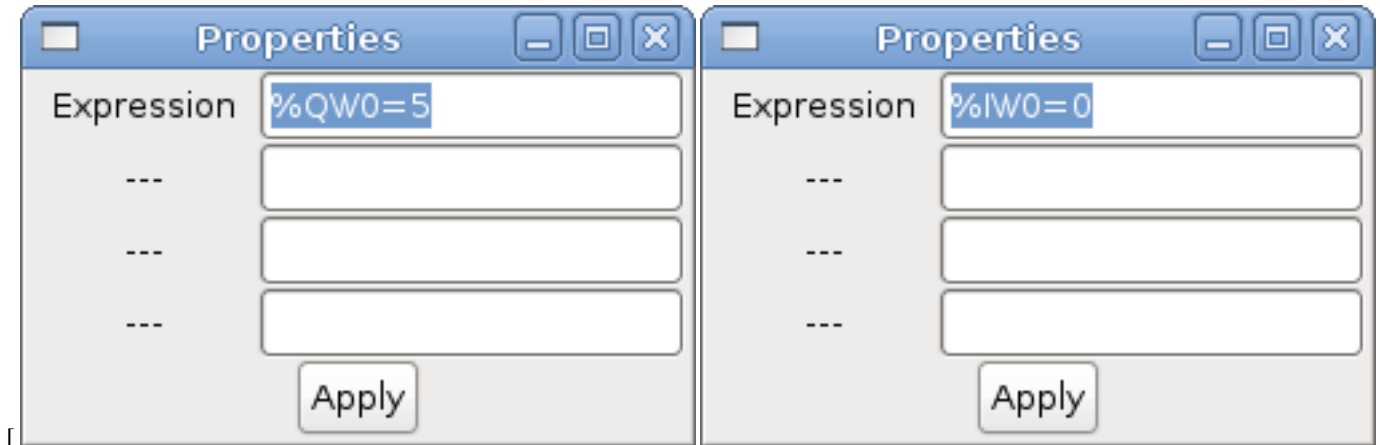 Properties
Expression %QW0=5
---
---
---
Apply
Properties
Expression %IW0=0
---
---
---
Apply
[